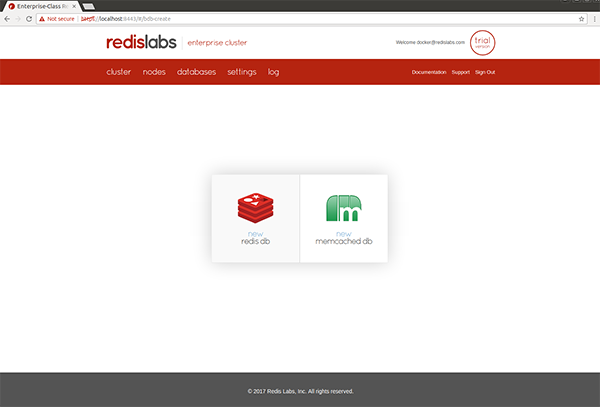 Enterprise-Class Re
Not secure https://localhost:8443/#/bdb-create
redislabs enterprise cluster
Welcome docker@redislabs.com
trial
version
cluster nodes databases settings log
Documentation Support Sign Out
new
redis db
m
new
memcached db
© 2017 Redis Labs, Inc. All rights reserved.